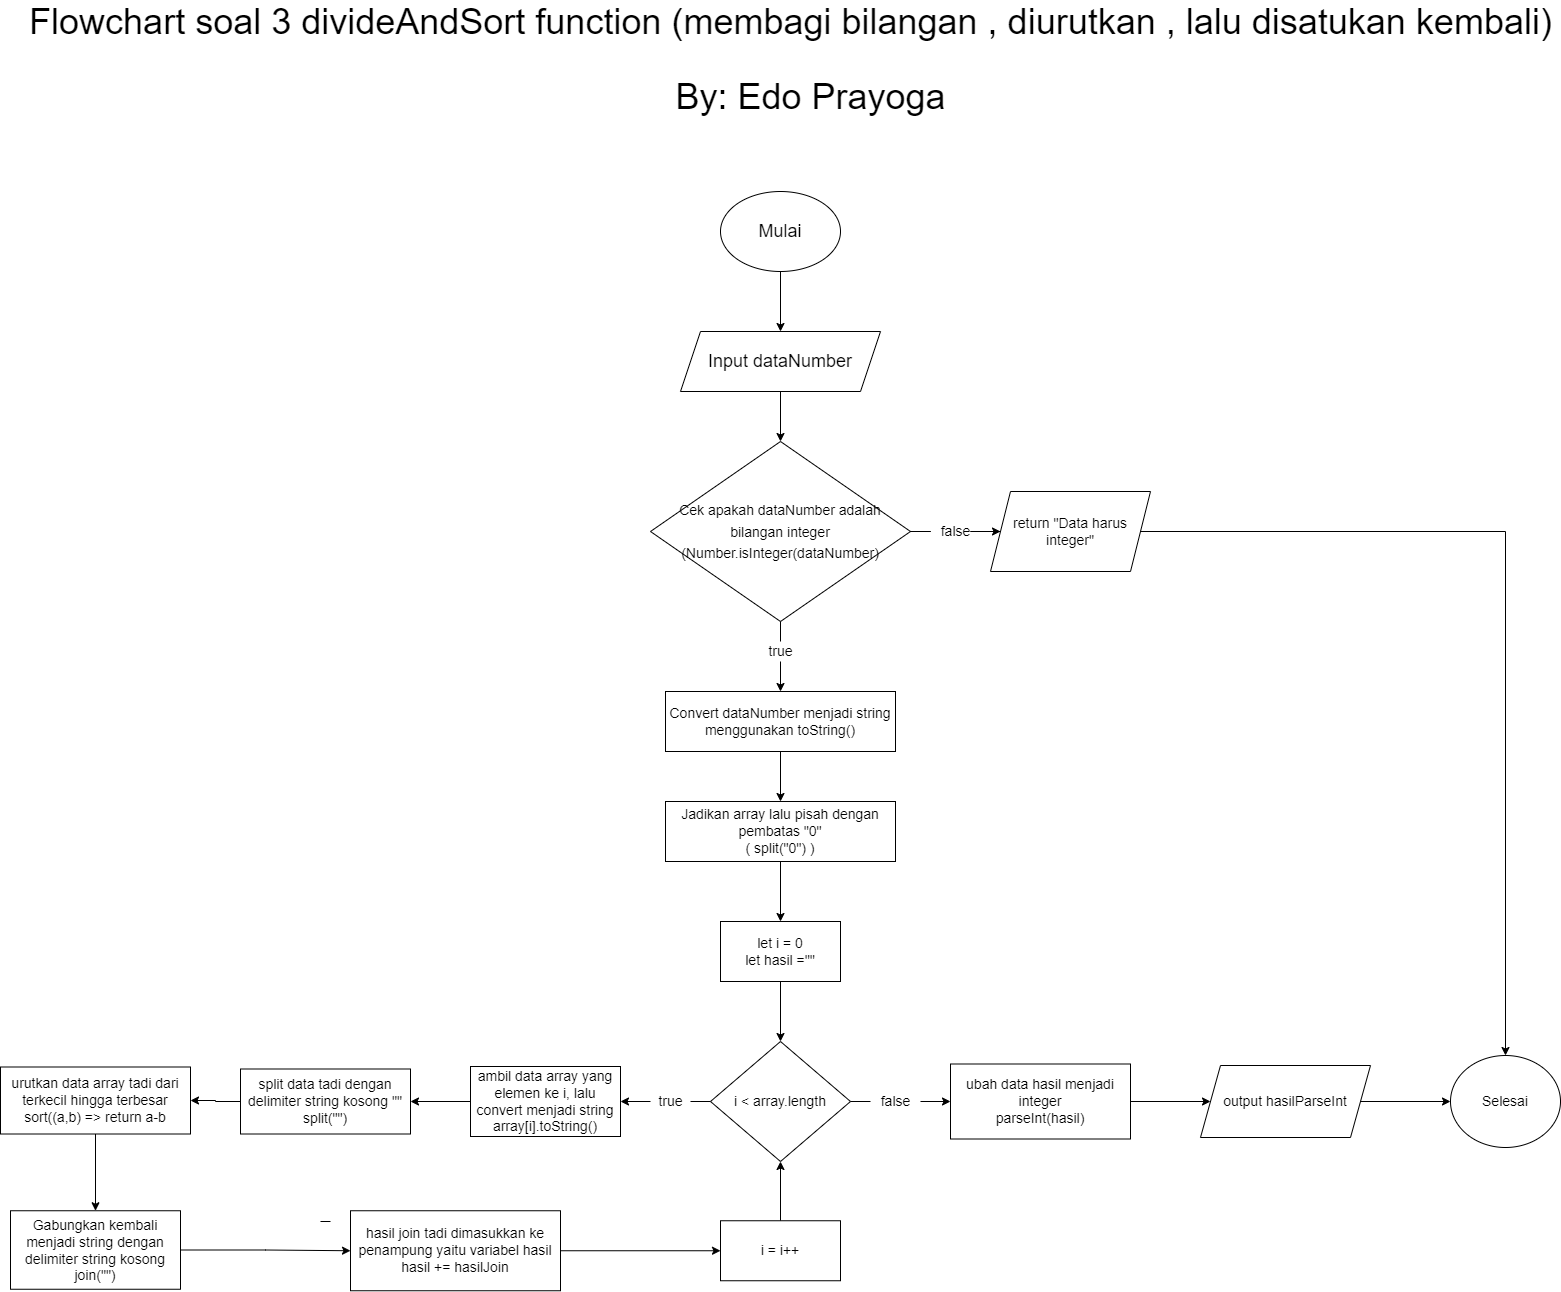 Flowchart soal 3 divideAndSort function (membagi bilangan , diurutkan , lalu disatukan kembali)
By: Edo Prayoga
Mulai
Input dataNumber
Cek apakah dataNumber adalah
bilangan integer
(Number.isInteger(dataNumber)
false
return "Data harus
integer"
true
Convert dataNumber menjadi string
menggunakan toString()
Jadikan array lalu pisah dengan
pembatas "0"
( split("0") )
let i = 0
let hasil =""
i < array.length
true
ambil data array yang
elemen ke i, lalu
convert menjadi string
array[i].toString()
split data tadi dengan
delimiter string kosong ""
split("")
urutkan data array tadi dari
terkecil hingga terbesar
sort((a,b) => return a-b
Gabungkan kembali
menjadi string dengan
delimiter string kosong
join("")
hasil join tadi dimasukkan ke
penampung yaitu variabel hasil
hasil += hasilJoin
i = i++
false
ubah data hasil menjadi
integer
parseInt(hasil)
output hasilParseInt
Selesai